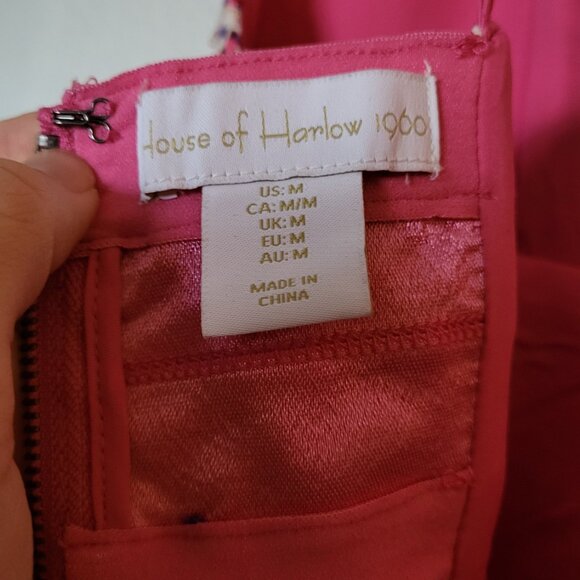 House of Harlow 1960
US: M
CA: M/M
UK: M
EU: M
AU: M
MADE IN
CHINA